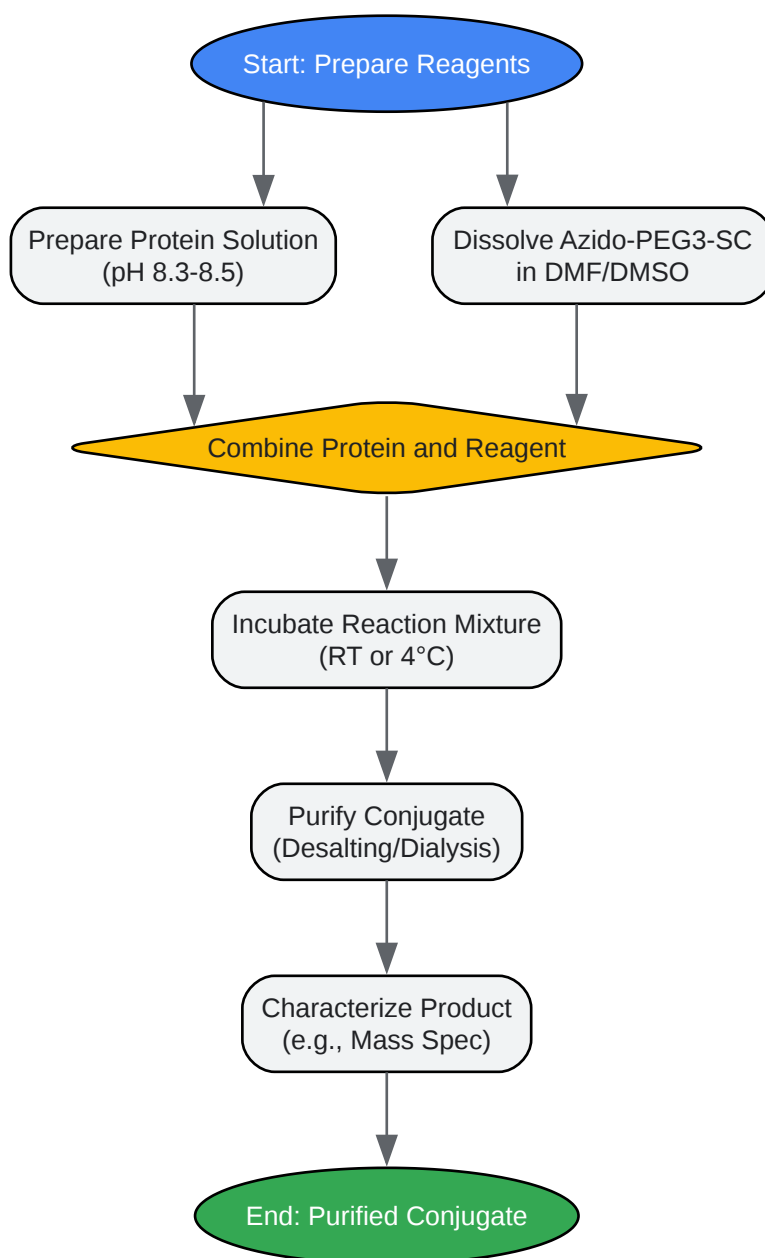 Start: Prepare Reagents
Prepare Protein Solution
(pH 8.3-8.5)
Dissolve Azido-PEG3-SC
in DMF/DMSO
Combine Protein and Reagent
Incubate Reaction Mixture
(RT or 4°C)
Purify Conjugate
(Desalting/Dialysis)
Characterize Product
(e.g., Mass Spec)
End: Purified Conjugate